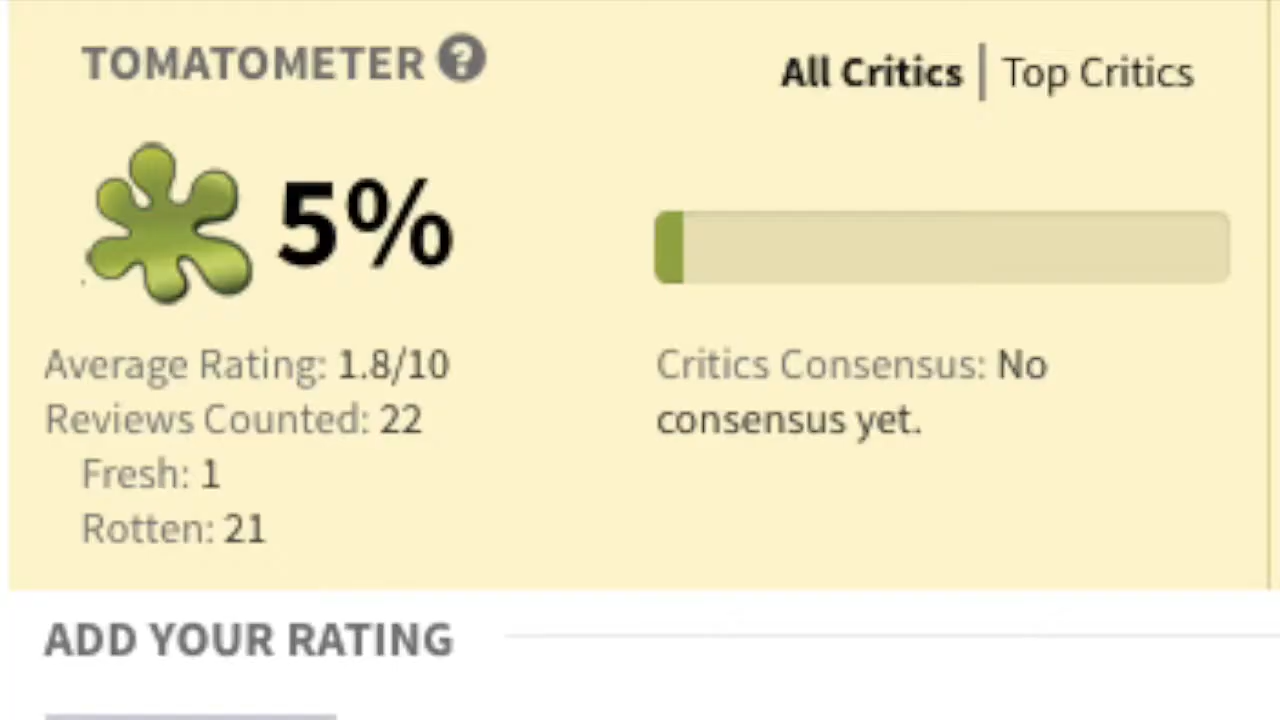 TOMATOMETER ?
All Critics | Top Critics
5%
Average Rating: 1.8/10
Reviews Counted: 22
Fresh: 1
Rotten: 21
Critics Consensus: No
consensus yet.
ADD YOUR RATING